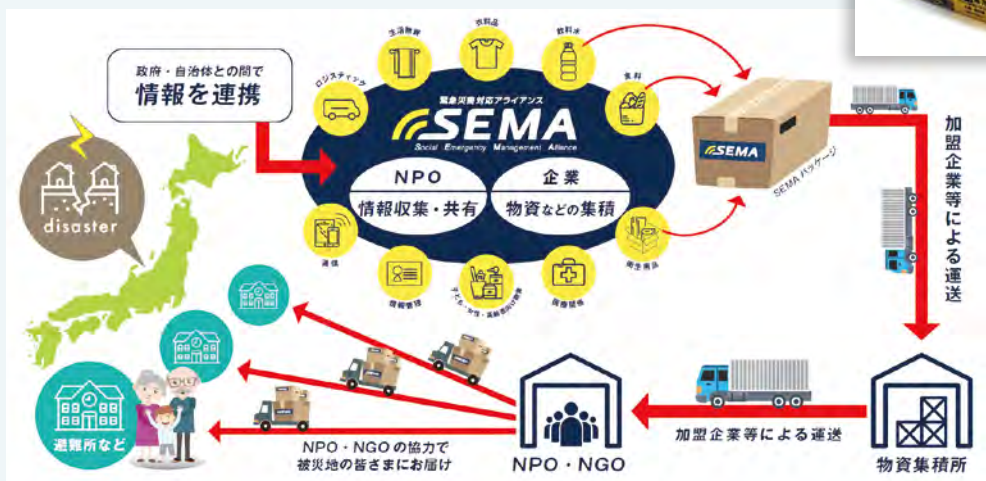 政府・自治体との間で
情報を連携
disaster
ロジスティック
生活雑貨
衣料品
飲料水
食料
緊急災害対応アライアンス
SEMA
Social Emergency Management Alliance
NPO
情報収集・共有
企業
物資などの集積
通信
情報管理
医療関係
衛生用品
SEMA
SEMAパッケージ
加盟企業等による運送
物資集積所
加盟企業等による運送
NPO・NGO
NPO・NGOの協力で
被災地の皆さまにお届け
避難所など